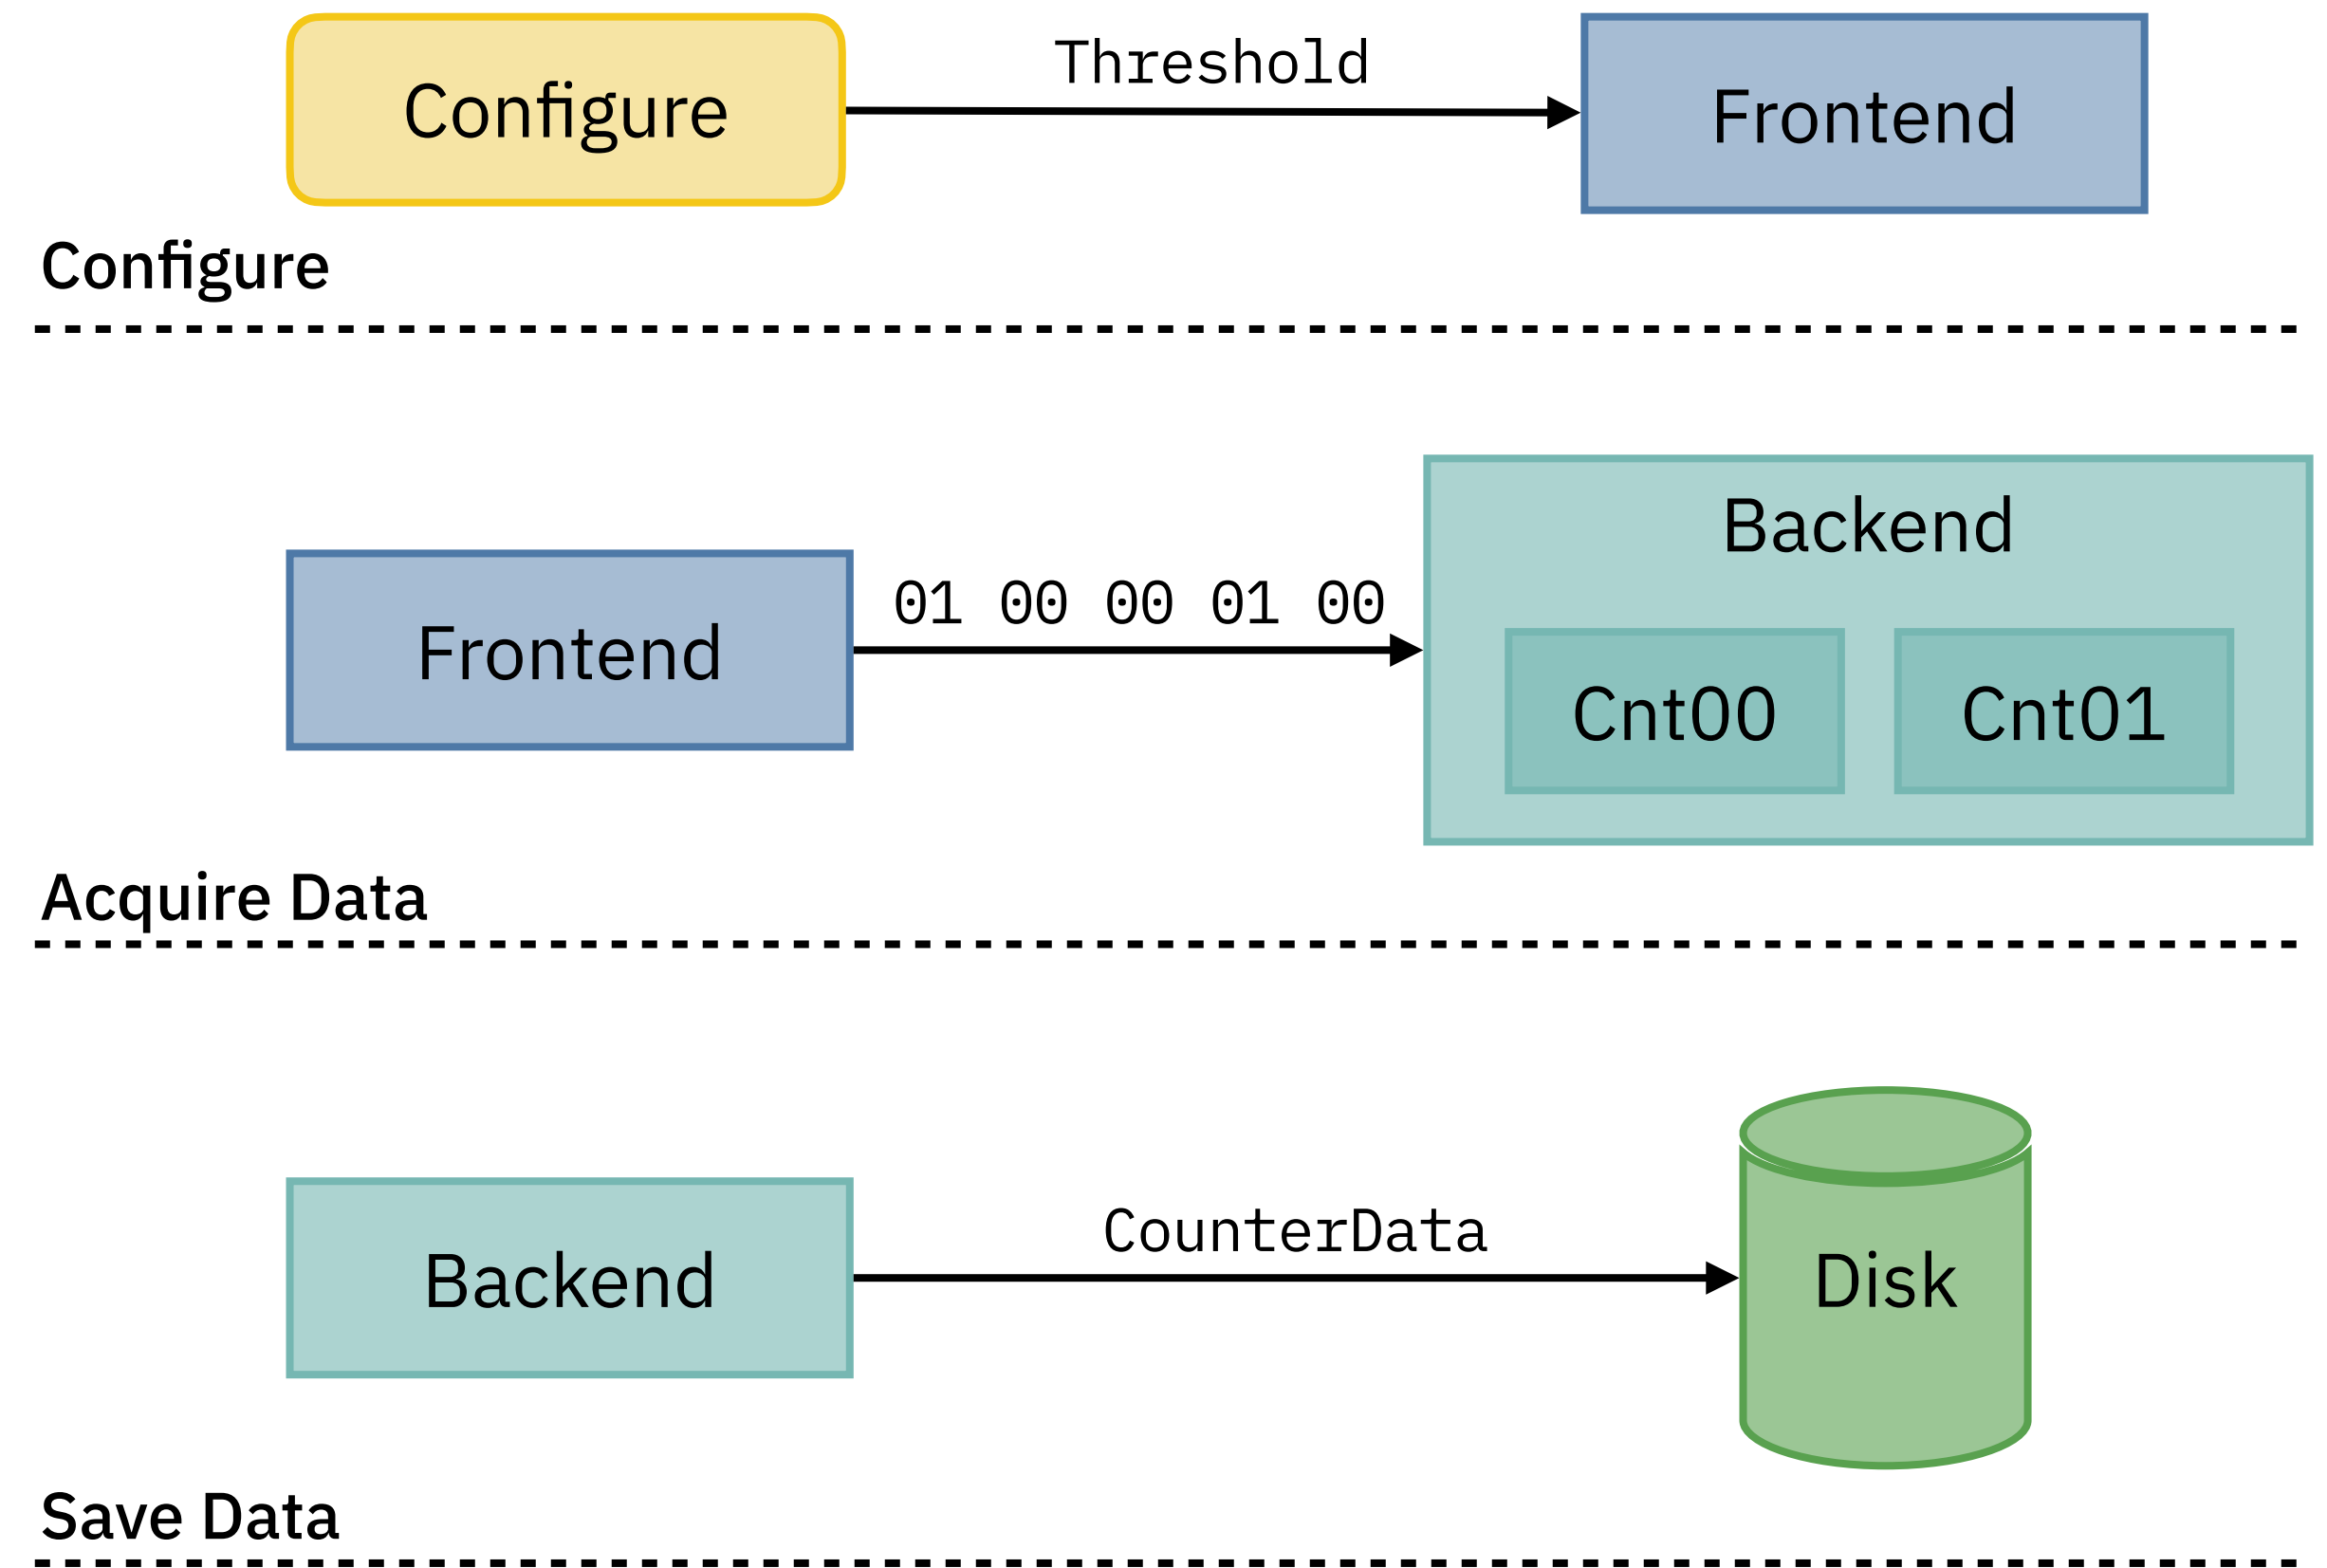 Threshold
Configure
Frontend
Configure
Backend
01 00 00 01 00
Frontend
Cnt00
Cnt01
Acquire Data
CounterData
Backend
Disk
Save Data